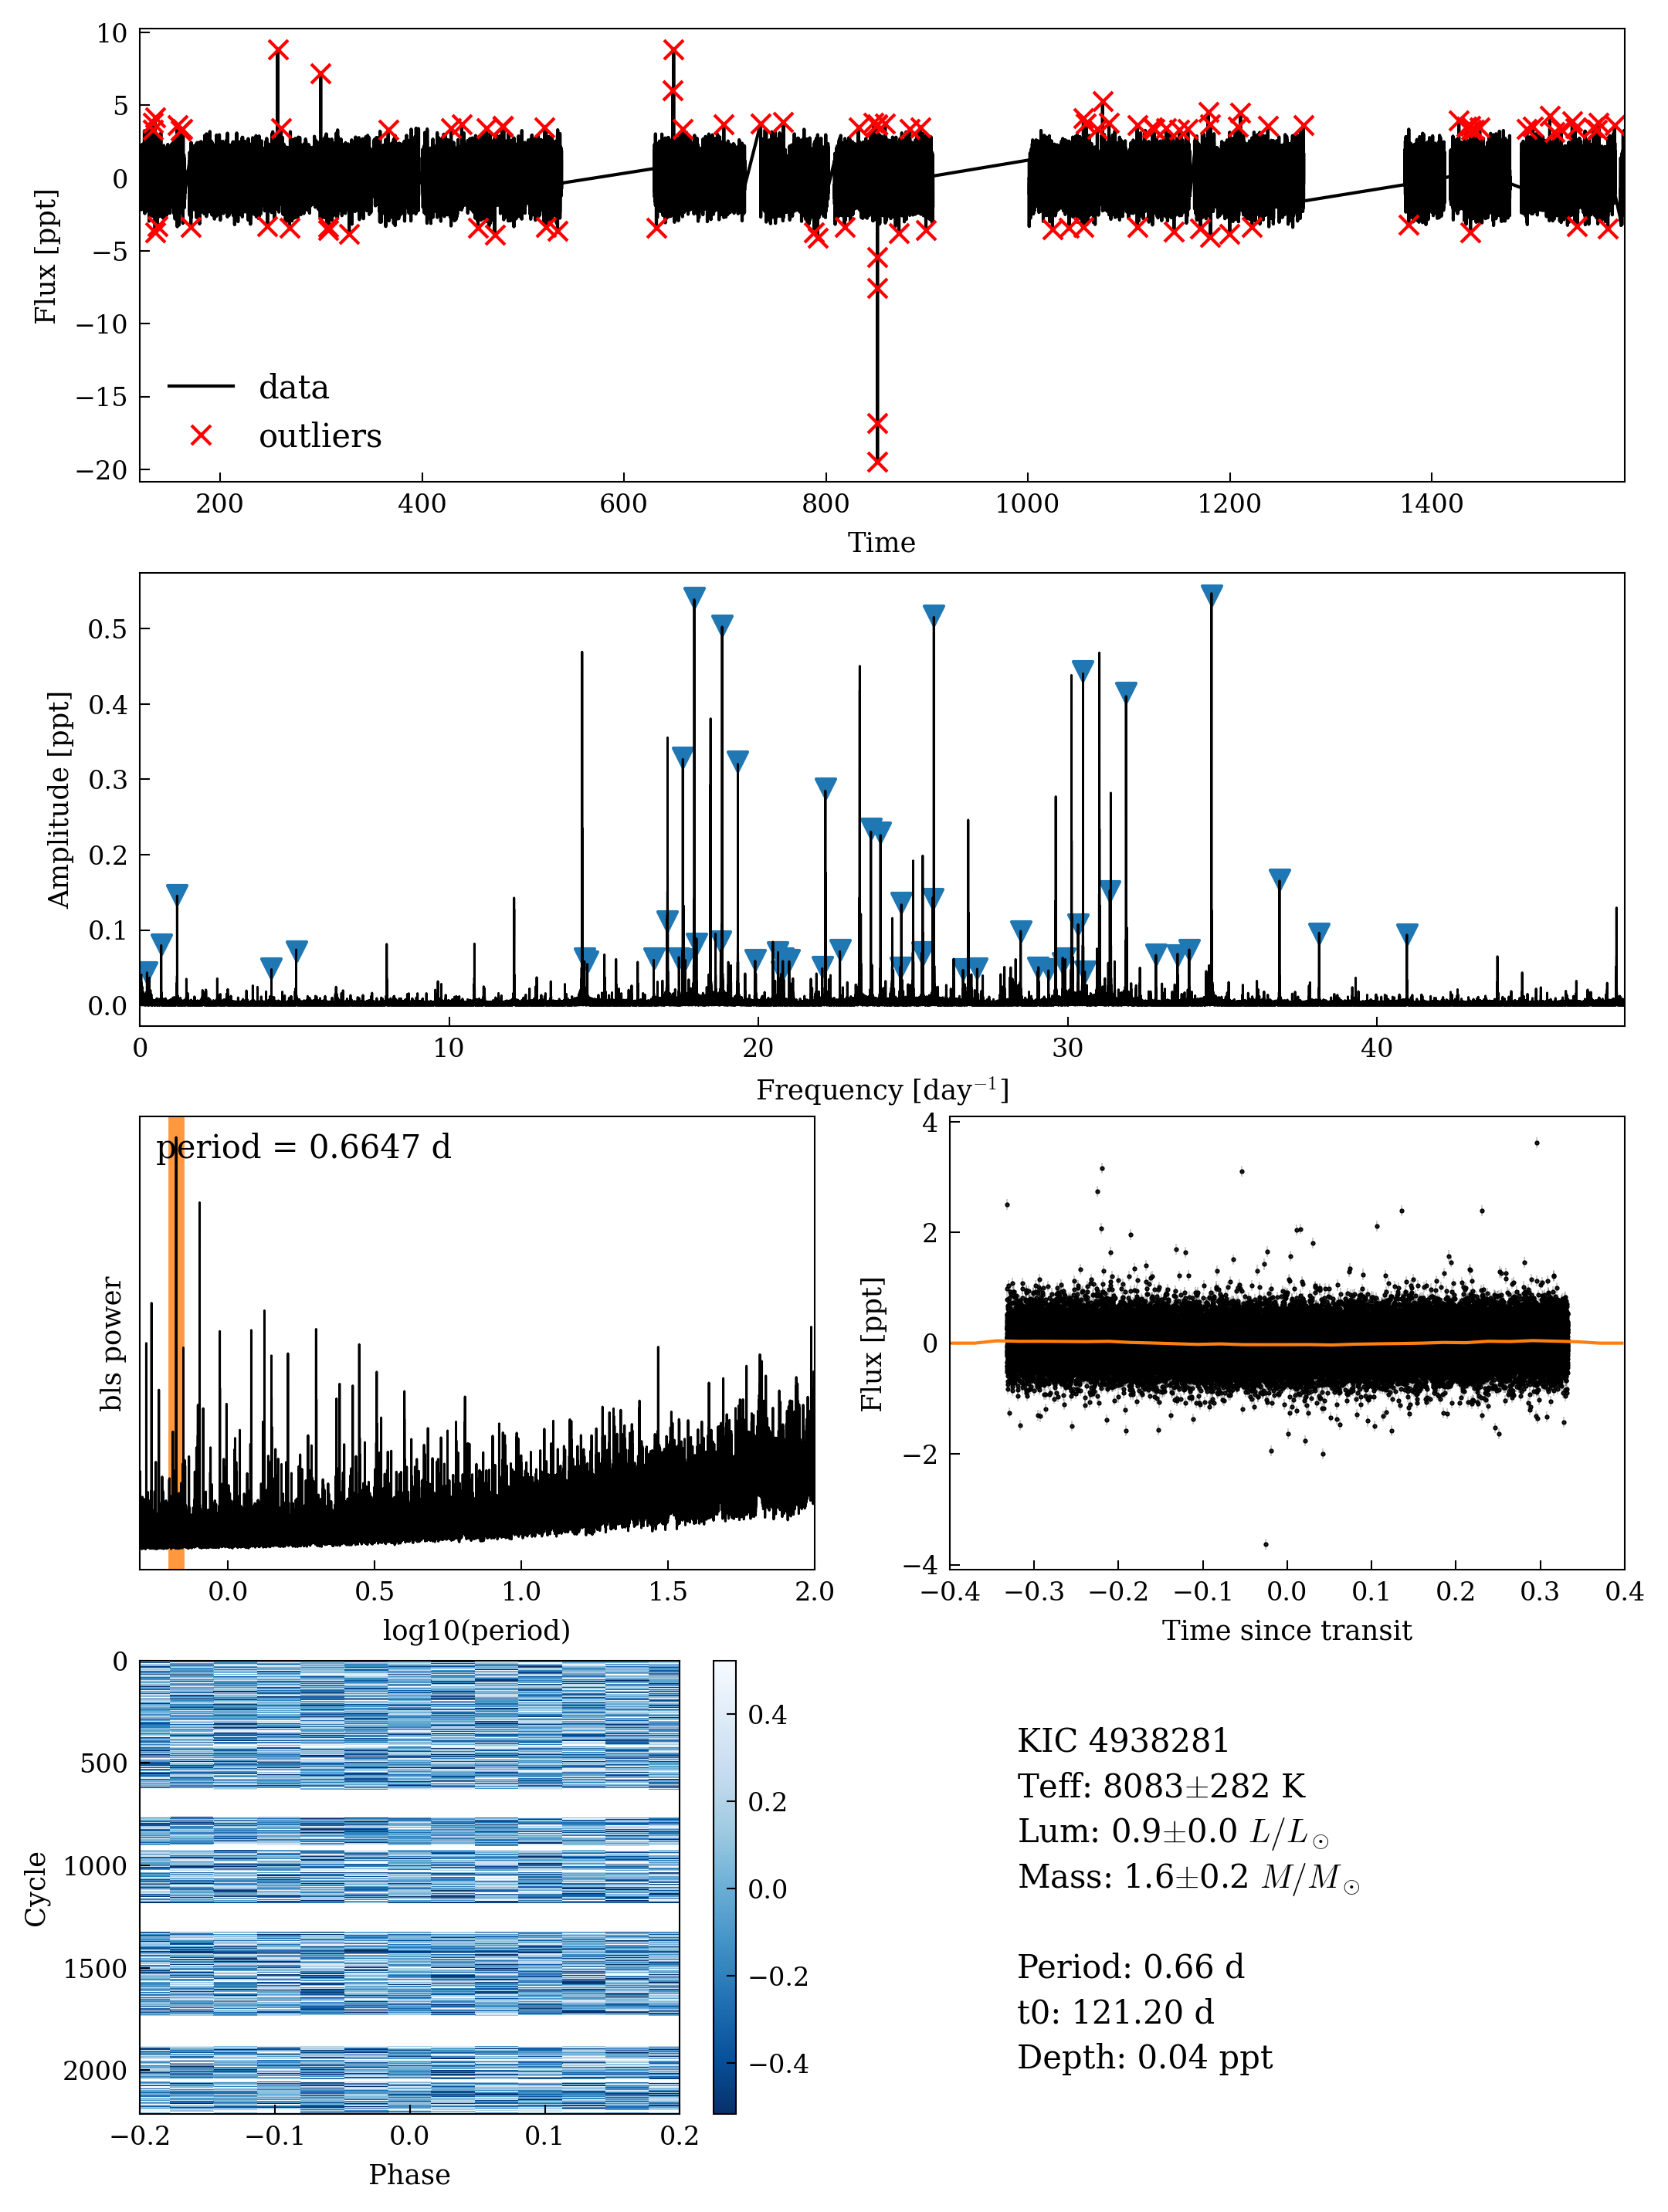 10
5
0
−5
−10
−15
−20
Flux [ppt]
data
outliers
200 400 600 800 1000 1200 1400
Time
0.5
0.4
0.3
0.2
0.1
0.0
Amplitude [ppt]
0 10 20 30 40
Frequency [day⁻¹]
period = 0.6647 d
bls power
0.0 0.5 1.0 1.5 2.0
log10(period)
4
2
0
−2
−4
Flux [ppt]
−0.4 −0.3 −0.2 −0.1 0.0 0.1 0.2 0.3 0.4
Time since transit
0
500
1000
1500
2000
Cycle
−0.2 −0.1 0.0 0.1 0.2
Phase
0.4
0.2
0.0
−0.2
−0.4
KIC 4938281
Teff: 8083±282 K
Lum: 0.9±0.0 L/L⊙
Mass: 1.6±0.2 M/M⊙
Period: 0.66 d
t0: 121.20 d
Depth: 0.04 ppt